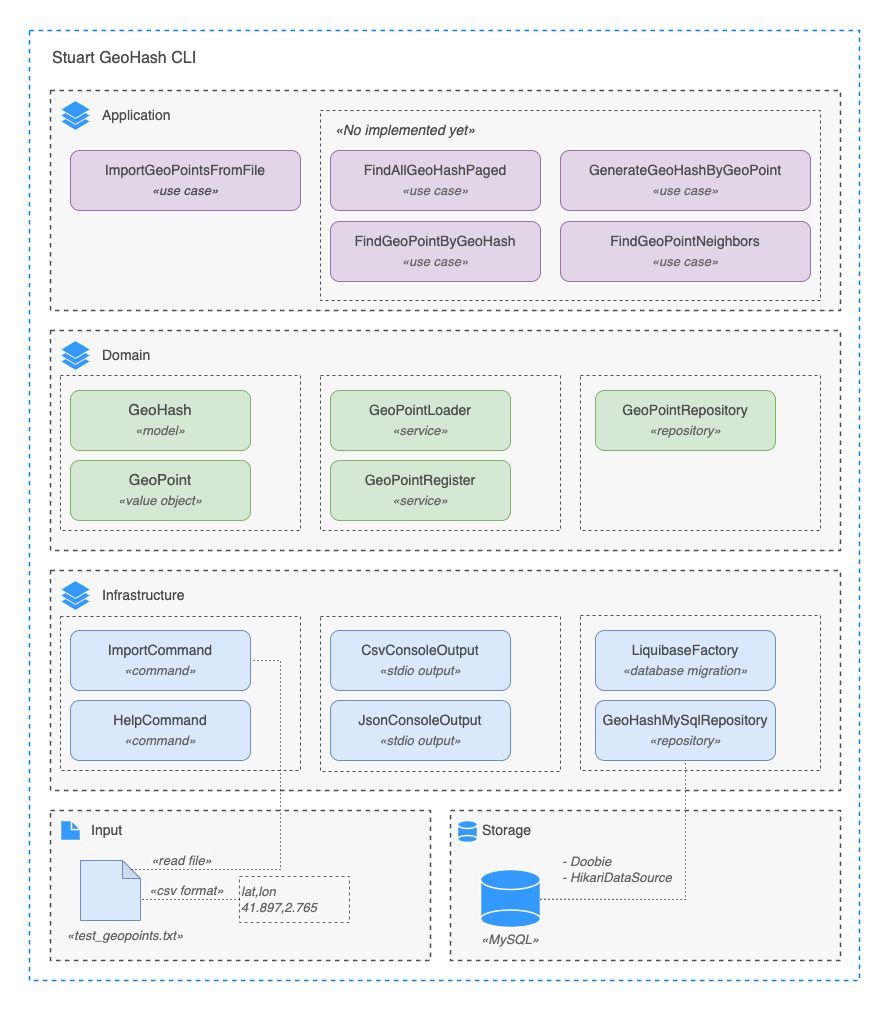 Stuart GeoHash CLI
Application
«No implemented yet»
ImportGeoPointsFromFile
«use case»
FindAllGeoHashPaged
«use case»
GenerateGeoHashByGeoPoint
«use case»
FindGeoPointByGeoHash
«use case»
FindGeoPointNeighbors
«use case»
Domain
GeoHash
«model»
GeoPoint
«value object»
GeoPointLoader
«service»
GeoPointRegister
«service»
GeoPointRepository
«repository»
Infrastructure
ImportCommand
«command»
HelpCommand
«command»
CsvConsoleOutput
«stdio output»
JsonConsoleOutput
«stdio output»
LiquibaseFactory
«database migration»
GeoHashMySqlRepository
«repository»
Input
«read file»
«csv format»
lat,lon
41.897,2.765
«test_geopoints.txt»
Storage
- Doobie
- HikariDataSource
«MySQL»